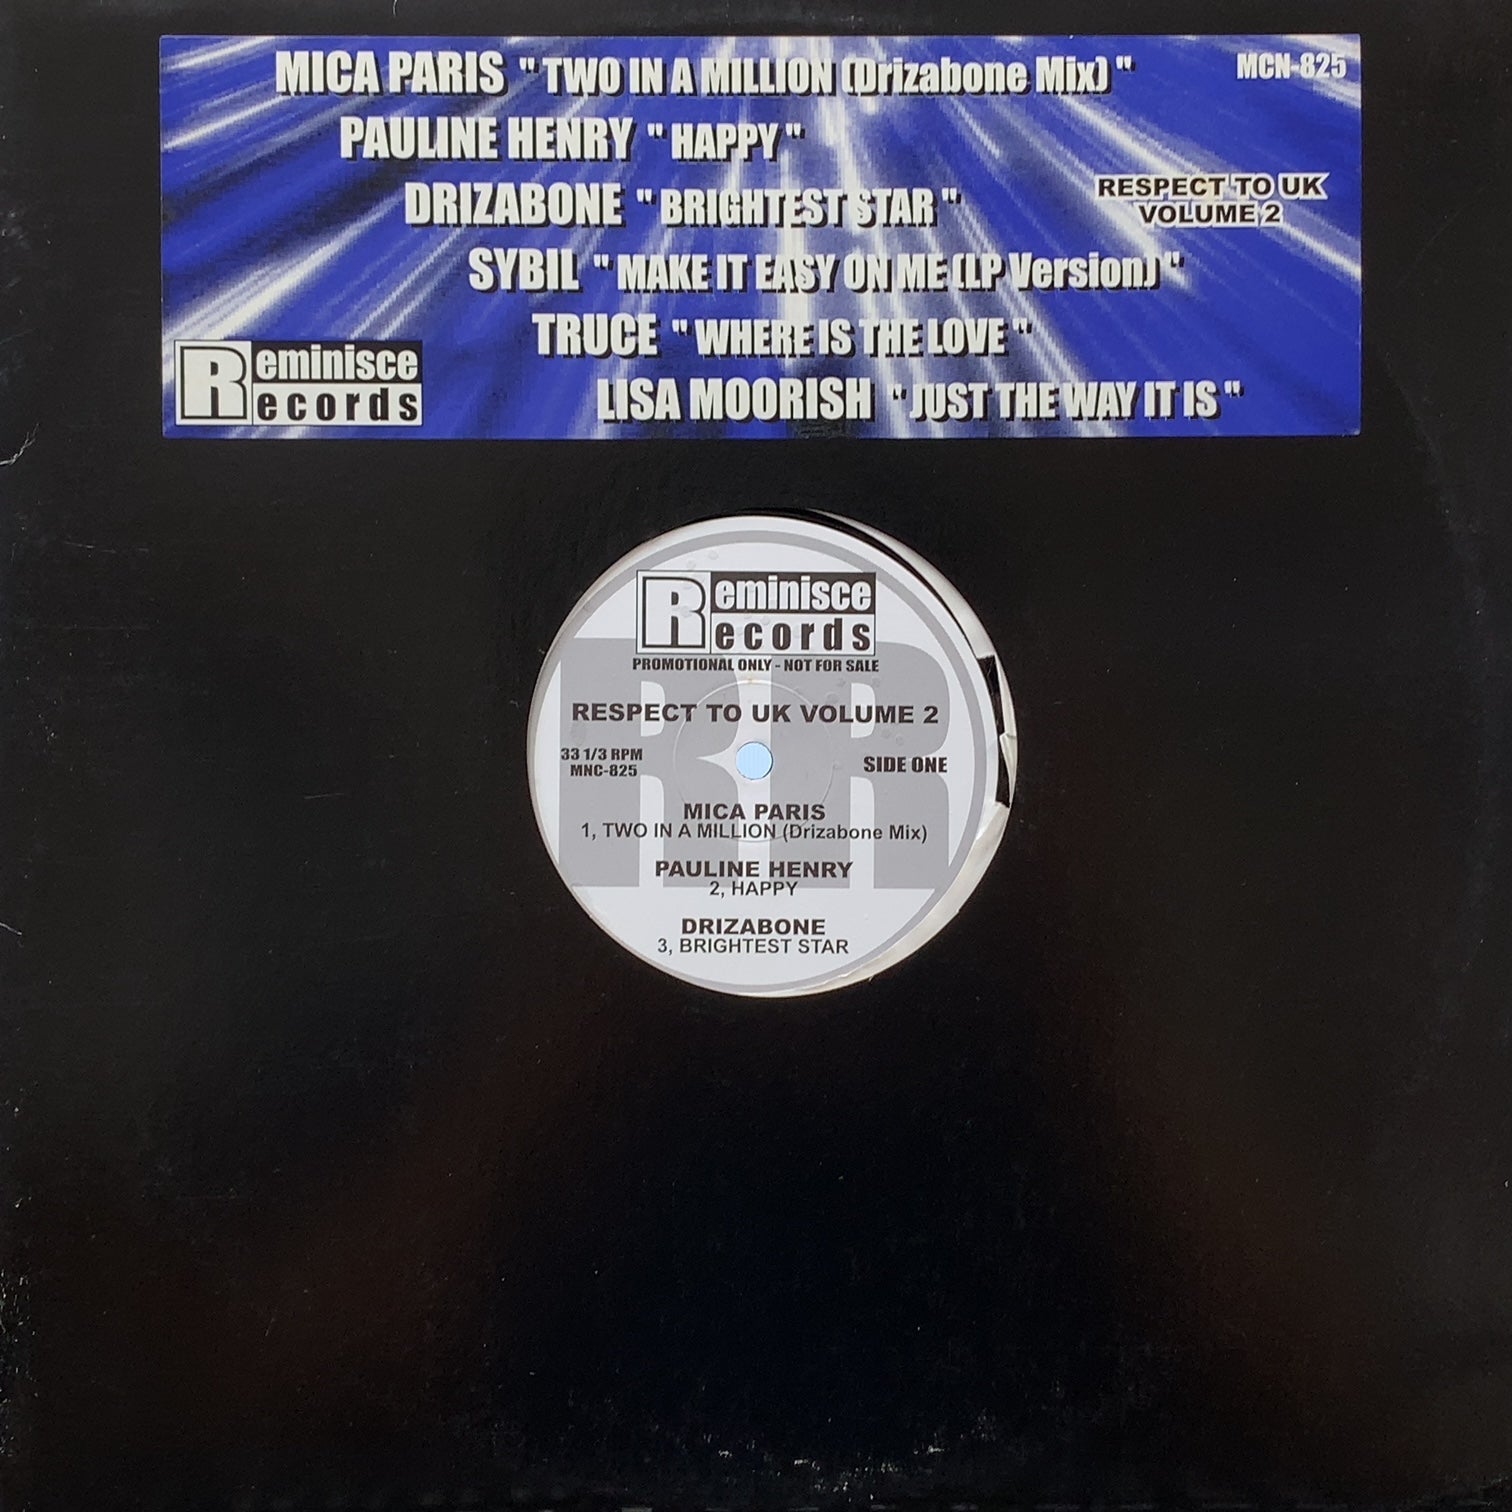 MICA PARIS " TWO IN A MILLION (Drizabone Mix) "
MCN-825
PAULINE HENRY " HAPPY "
DRIZABONE " BRIGHTEST STAR "
RESPECT TO UK
VOLUME 2
SYBIL " MAKE IT EASY ON ME (LP Version) "
TRUCE " WHERE IS THE LOVE "
LISA MOORISH " JUST THE WAY IT IS "
Reminisce
Records
Reminisce
Records
PROMOTIONAL ONLY - NOT FOR SALE
RESPECT TO UK VOLUME 2
33 1/3 RPM
MNC-825
SIDE ONE
RR
MICA PARIS
1, TWO IN A MILLION (Drizabone Mix)
PAULINE HENRY
2, HAPPY
DRIZABONE
3, BRIGHTEST STAR